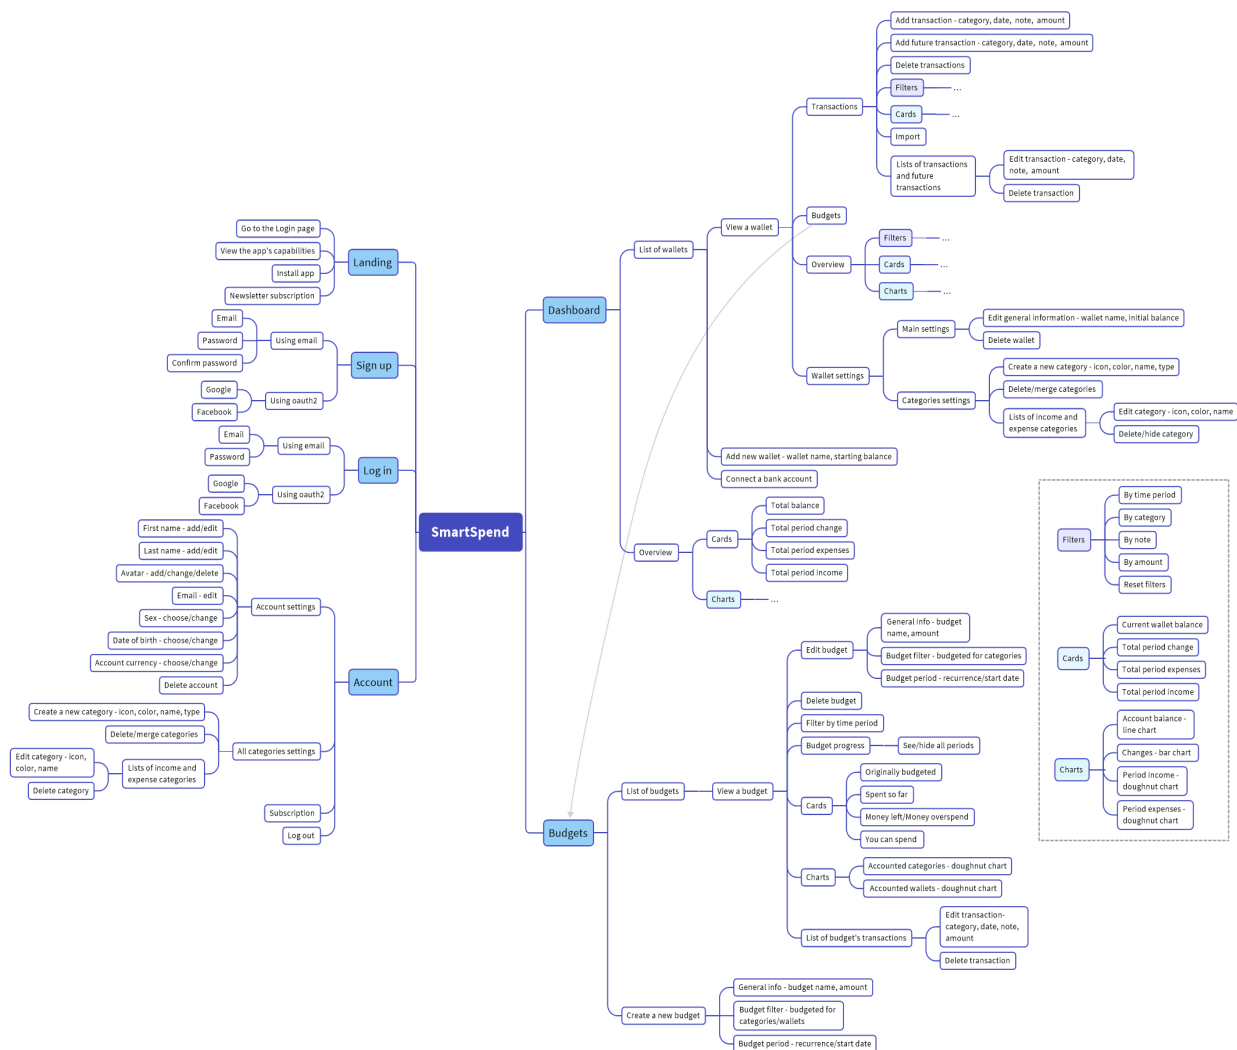 SmartSpend
Landing
Go to the Login page
View the app's capabilities
Install app
Newsletter subscription
Sign up
Using email
Email
Password
Confirm password
Using oauth2
Google
Facebook
Log in
Using email
Email
Password
Using oauth2
Google
Facebook
Account
Account settings
First name - add/edit
Last name - add/edit
Avatar - add/change/delete
Email - edit
Sex - choose/change
Date of birth - choose/change
Account currency - choose/change
Delete account
All categories settings
Create a new category - icon, color, name, type
Delete/merge categories
Lists of income and
expense categories
Edit category - icon,
color, name
Delete category
Subscription
Log out
Dashboard
List of wallets
View a wallet
Transactions
Add transaction - category, date, note, amount
Add future transaction - category, date, note, amount
Delete transactions
Filters
...
Cards
...
Import
Lists of transactions
and future
transactions
Edit transaction - category, date,
note, amount
Delete transaction
Budgets
Overview
Filters
...
Cards
...
Charts
...
Wallet settings
Main settings
Edit general information - wallet name, initial balance
Delete wallet
Categories settings
Create a new category - icon, color, name, type
Delete/merge categories
Lists of income and
expense categories
Edit category - icon, color, name
Delete/hide category
Add new wallet - wallet name, starting balance
Connect a bank account
Overview
Cards
Total balance
Total period change
Total period expenses
Total period income
Charts
...
Budgets
List of budgets
View a budget
Edit budget
General info - budget
name, amount
Budget filter - budgeted for categories
Budget period - recurrence/start date
Delete budget
Filter by time period
Budget progress
See/hide all periods
Cards
Originally budgeted
Spent so far
Money left/Money overspend
You can spend
Charts
Accounted categories - doughnut chart
Accounted wallets - doughnut chart
List of budget's transactions
Edit transaction-
category, date, note,
amount
Delete transaction
Create a new budget
General info - budget name, amount
Budget filter - budgeted for
categories/wallets
Budget period - recurrence/start date
Filters
By time period
By category
By note
By amount
Reset filters
Cards
Current wallet balance
Total period change
Total period expenses
Total period income
Charts
Account balance -
line chart
Changes - bar chart
Period income -
doughnut chart
Period expenses -
doughnut chart